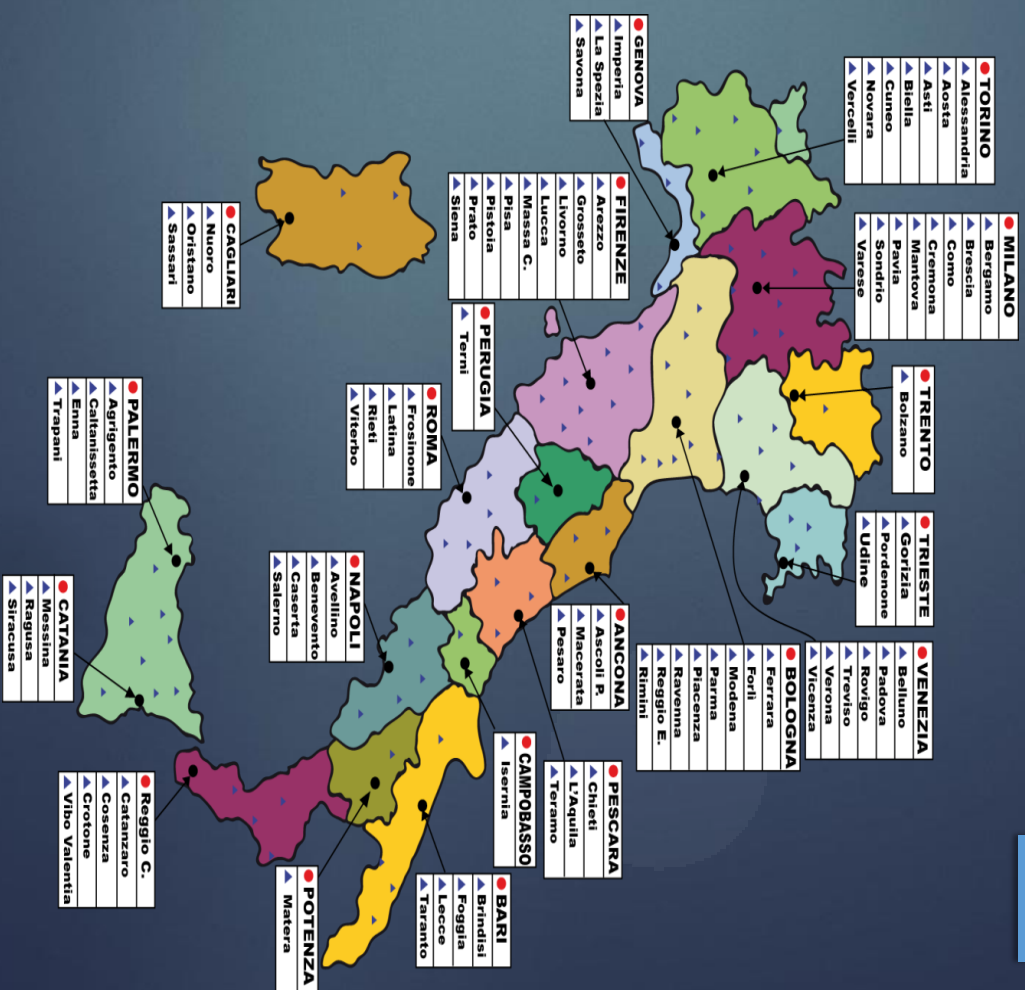 TORINO
Alessandria
Aosta
Asti
Biella
Cuneo
Novara
Vercelli
MILANO
Bergamo
Brescia
Como
Cremona
Mantova
Pavia
Sondrio
Varese
TRENTO
Bolzano
TRIESTE
Gorizia
Pordenone
Udine
VENEZIA
Belluno
Padova
Rovigo
Treviso
Verona
Vicenza
BOLOGNA
Ferrara
Forlì
Modena
Parma
Piacenza
Ravenna
Reggio E.
Rimini
GENOVA
Imperia
La Spezia
Savona
FIRENZE
Arezzo
Grosseto
Livorno
Lucca
Massa C.
Pisa
Pistoia
Prato
Siena
ANCONA
Ascoli P.
Macerata
Pesaro
PESCARA
Chieti
L'Aquila
Teramo
PERUGIA
Terni
CAMPOBASSO
Isernia
BARI
Brindisi
Foggia
Lecce
Taranto
ROMA
Frosinone
Latina
Rieti
Viterbo
NAPOLI
Avellino
Benevento
Caserta
Salerno
POTENZA
Matera
CAGLIARI
Nuoro
Oristano
Sassari
Reggio C.
Catanzaro
Cosenza
Crotone
Vibo Valentia
PALERMO
Agrigento
Caltanissetta
Enna
Trapani
CATANIA
Messina
Ragusa
Siracusa